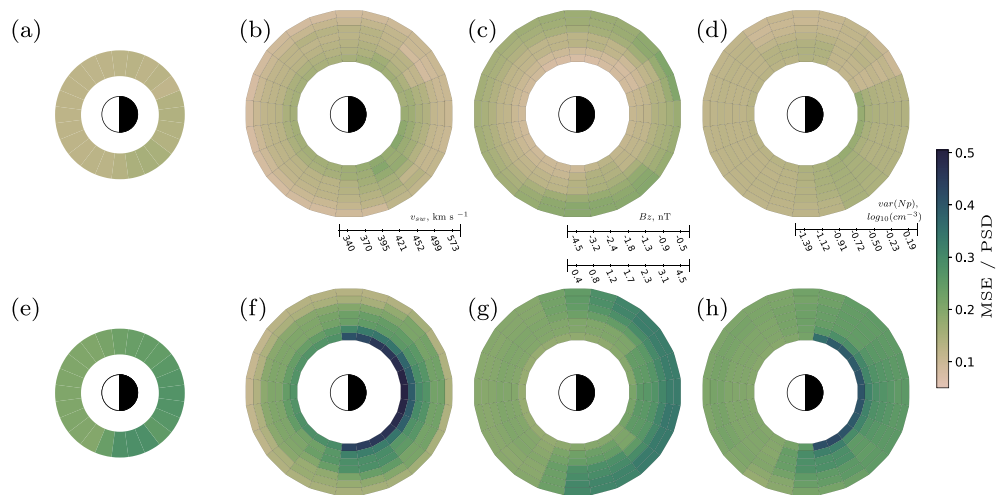 (a)
(b)
(c)
(d)
v_sw, km s⁻¹
340 370 395 421 452 499 573
Bz, nT
-4.5 -3.2 -2.4 -1.8 -1.3 -0.9 -0.5
0.4 0.8 1.2 1.7 2.3 3.1 4.5
var(Np),
log₁₀(cm⁻³)
-1.39 -1.12 -0.91 -0.72 -0.50 -0.23 0.19
0.5
0.4
0.3
0.2
0.1
MSE / PSD
(e)
(f)
(g)
(h)